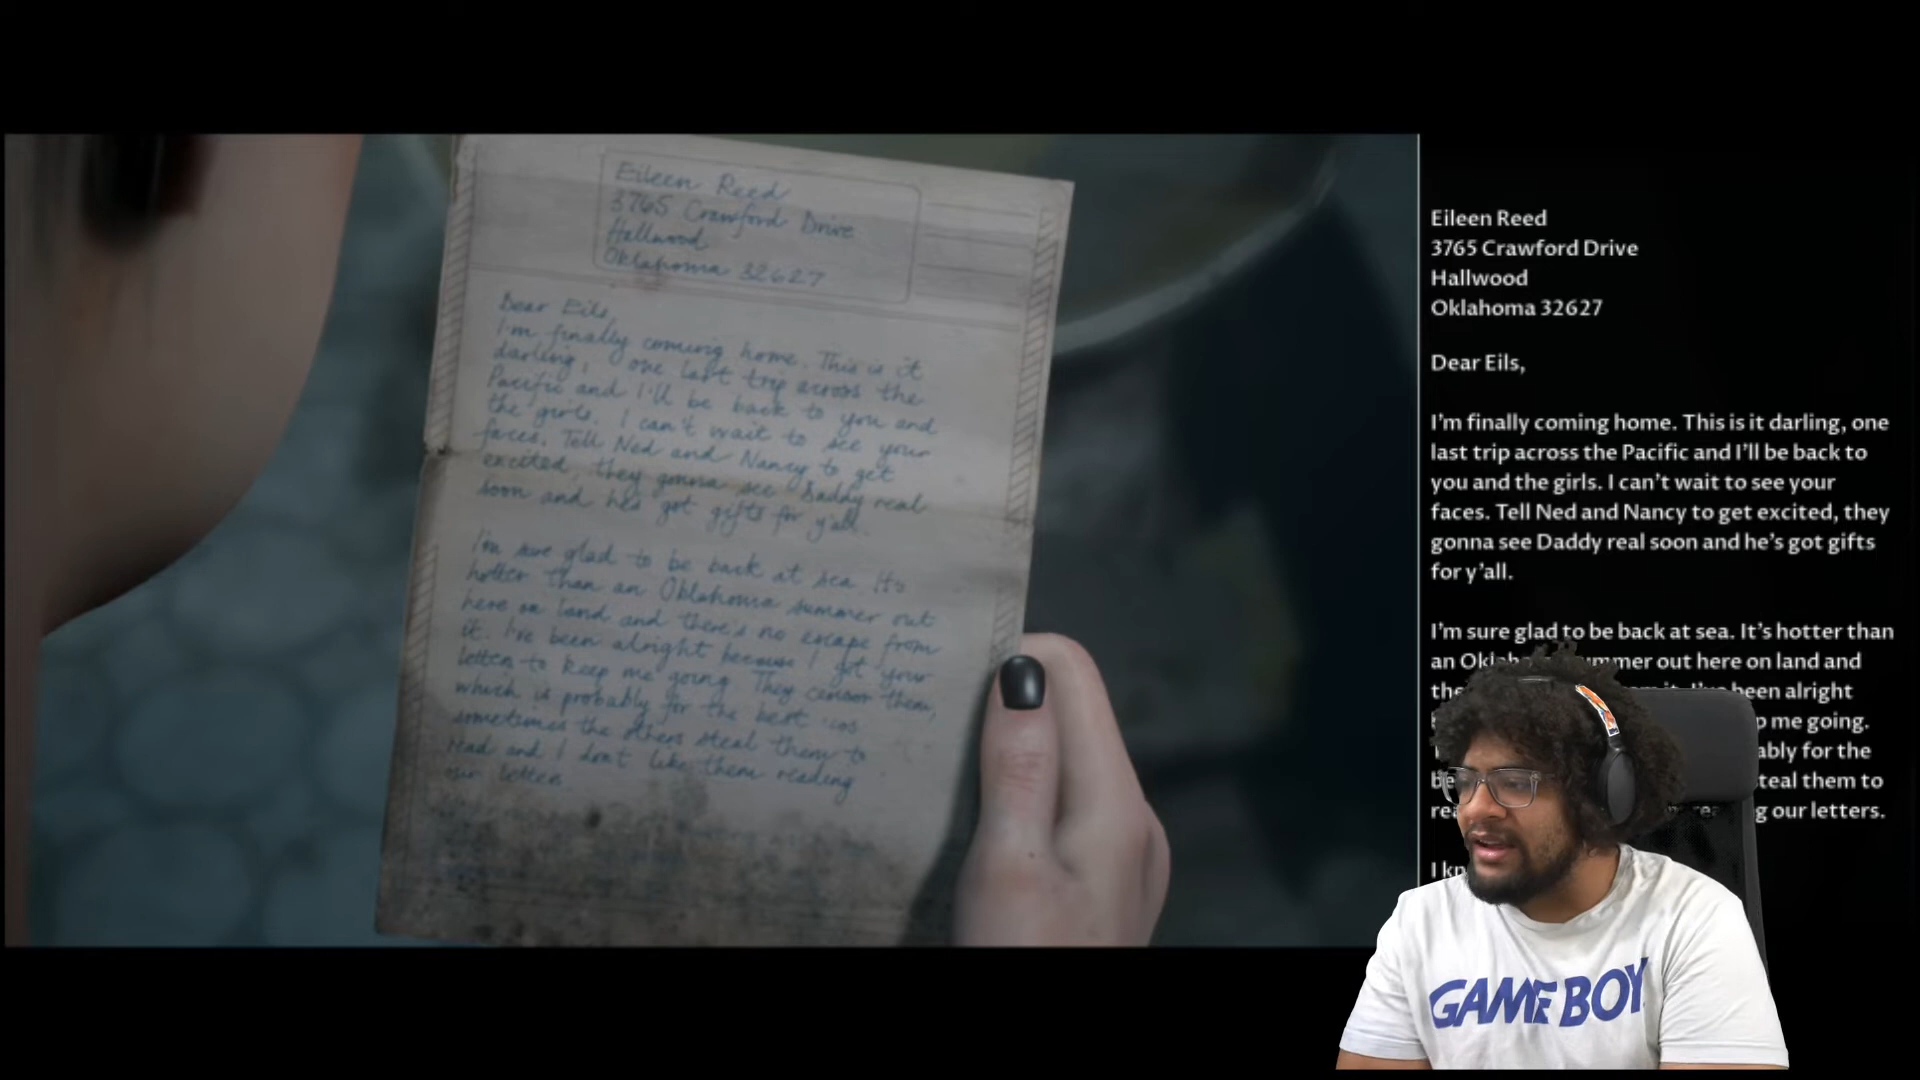 Eileen Reed
3765 Crawford Drive
Hallwood
Oklahoma 32627
Dear Eils,
I'm finally coming home. This is it
darling, one last trip across the
Pacific and I'll be back to you and
the girls. I can't wait to see your
faces. Tell Ned and Nancy to get
excited, they gonna see Daddy real
soon and he's got gifts for y'all.
I'm sure glad to be back at sea. It's
hotter than an Oklahoma summer out
here on land and there's no escape from
it. I've been alright because I got your
letters to keep me going. They censor them,
which is probably for the best 'cos
sometimes the others steal them to
read and I don't like them reading
our letters.
Eileen Reed
3765 Crawford Drive
Hallwood
Oklahoma 32627
Dear Eils,
I'm finally coming home. This is it darling, one
last trip across the Pacific and I'll be back to
you and the girls. I can't wait to see your
faces. Tell Ned and Nancy to get excited, they
gonna see Daddy real soon and he's got gifts
for y'all.
I'm sure glad to be back at sea. It's hotter than
an Oklahoma summer out here on land and
been alright
me going.
for the
steal them to
our letters.
I
GAME BOY